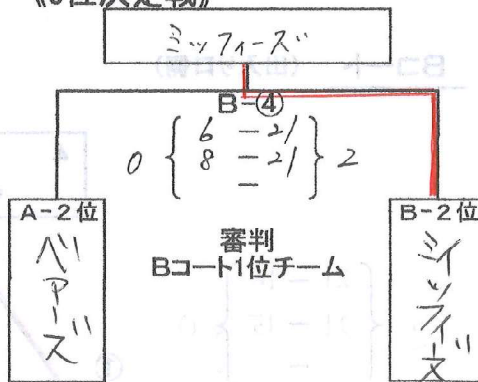 位決定戦》
ミッフィーズ
B-④
6 - 21
0 { 8 - 21 } 2
-
A-2位
ベアーズ
審判
Bコート1位チーム
B-2位
ミッフィーズ